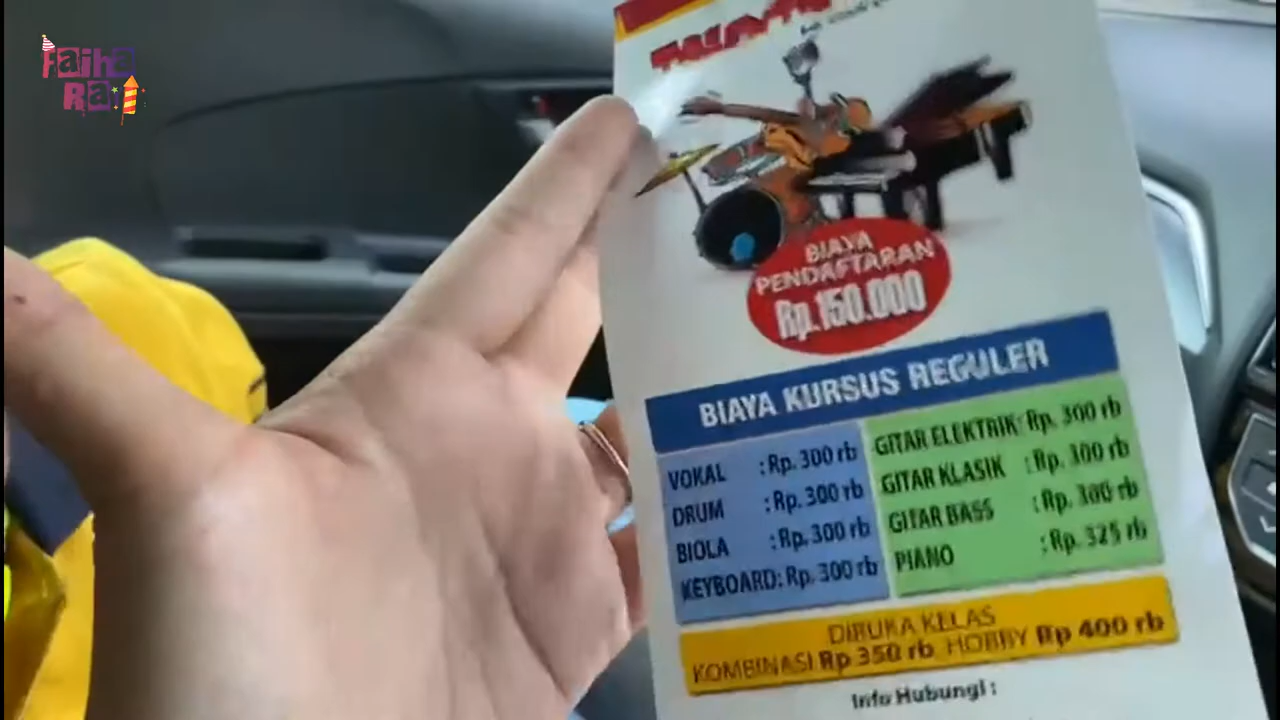 Faiha
Ra
BIAYA
PENDAFTARAN
Rp.150.000
BIAYA KURSUS REGULER
VOKAL : Rp. 300 rb
DRUM : Rp. 300 rb
BIOLA : Rp. 300 rb
KEYBOARD: Rp. 300 rb
GITAR ELEKTRIK: Rp. 300 rb
GITAR KLASIK : Rp. 300 rb
GITAR BASS : Rp. 300 rb
PIANO : Rp. 325 rb
DIBUKA KELAS
KOMBINASI Rp 350 rb HOBBY Rp 400 rb
Info Hubungi :